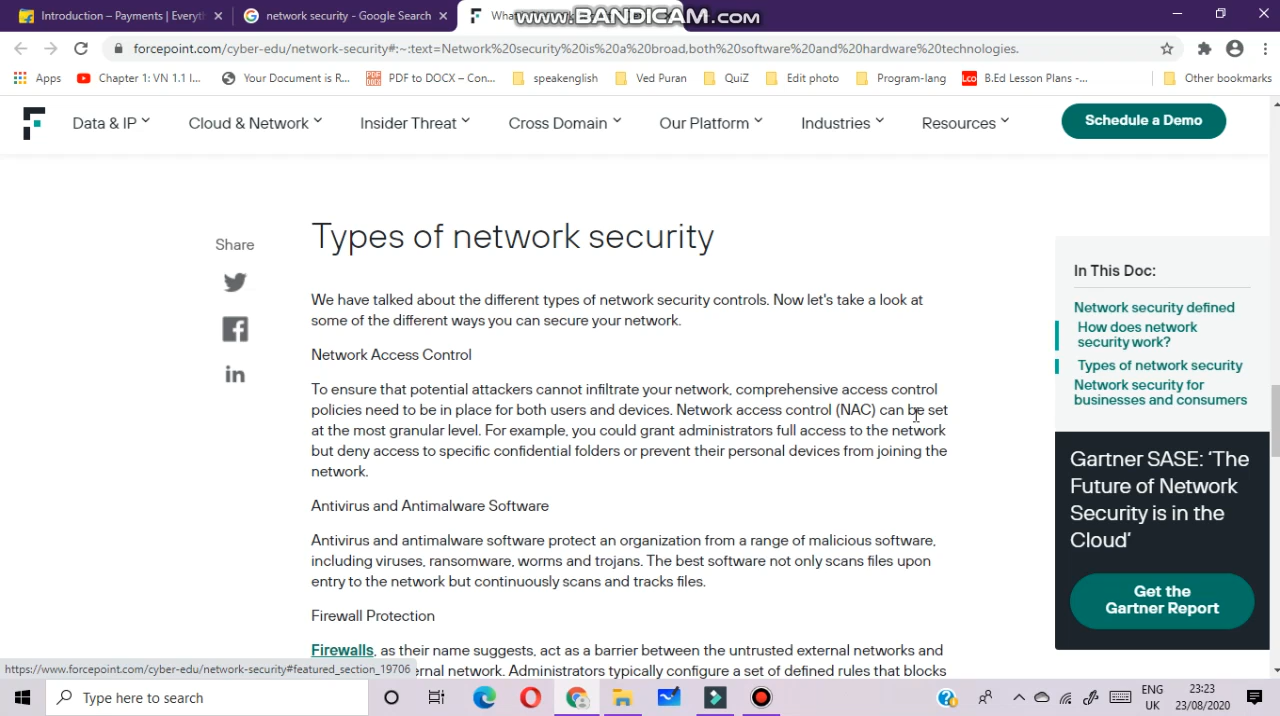 Introduction – Payments | Everyt
network security - Google Search
www.BANDICAM.com
forcepoint.com/cyber-edu/network-security#:~:text=Network%20security%20is%20a%20broad,both%20software%20and%20hardware%20technologies.
Apps
Chapter 1: VN 1.1 I...
Your Document is R...
PDF to DOCX – Con...
speakenglish
Ved Puran
QuiZ
Edit photo
Program-lang
B.Ed Lesson Plans -...
Other bookmarks
Data & IP
Cloud & Network
Insider Threat
Cross Domain
Our Platform
Industries
Resources
Schedule a Demo
Types of network security
Share
We have talked about the different types of network security controls. Now let's take a look at
some of the different ways you can secure your network.
Network Access Control
To ensure that potential attackers cannot infiltrate your network, comprehensive access control
policies need to be in place for both users and devices. Network access control (NAC) can be set
at the most granular level. For example, you could grant administrators full access to the network
but deny access to specific confidential folders or prevent their personal devices from joining the
network.
Antivirus and Antimalware Software
Antivirus and antimalware software protect an organization from a range of malicious software,
including viruses, ransomware, worms and trojans. The best software not only scans files upon
entry to the network but continuously scans and tracks files.
Firewall Protection
Firewalls, as their name suggests, act as a barrier between the untrusted external networks and
ernal network. Administrators typically configure a set of defined rules that blocks
In This Doc:
Network security defined
How does network
security work?
Types of network security
Network security for
businesses and consumers
Gartner SASE: ‘The
Future of Network
Security is in the
Cloud’
Get the
Gartner Report
https://www.forcepoint.com/cyber-edu/network-security#featured_section_19706
Type here to search
ENG
UK
23:23
23/08/2020